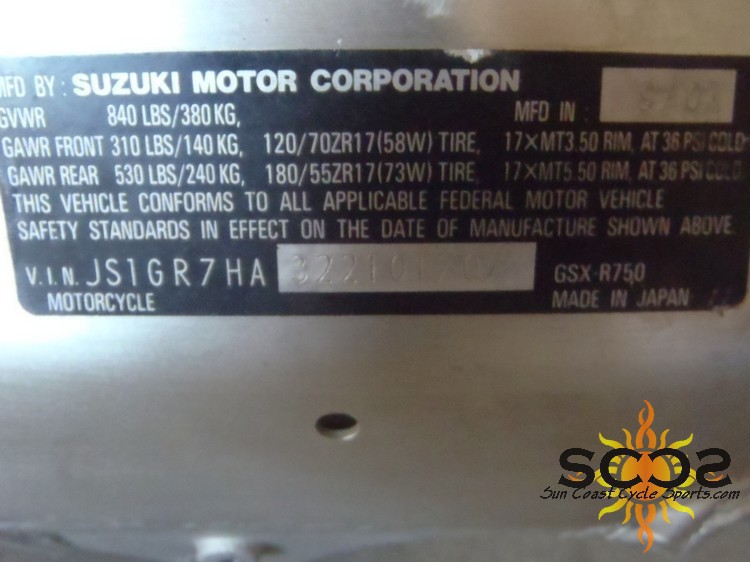 MFD BY : SUZUKI MOTOR CORPORATION
GVWR 840 LBS/380 KG, MFD IN :
GAWR FRONT 310 LBS/140 KG, 120/70ZR17(58W) TIRE, 17×MT3.50 RIM, AT 36 PSI COLD
GAWR REAR 530 LBS/240 KG, 180/55ZR17(73W) TIRE, 17×MT5.50 RIM, AT 36 PSI COLD
THIS VEHICLE CONFORMS TO ALL APPLICABLE FEDERAL MOTOR VEHICLE
SAFETY STANDARDS IN EFFECT ON THE DATE OF MANUFACTURE SHOWN ABOVE.
V.I.N. JS1GR7HA GSX-R750
MOTORCYCLE MADE IN JAPAN
SCCS
Sun Coast Cycle Sports.com